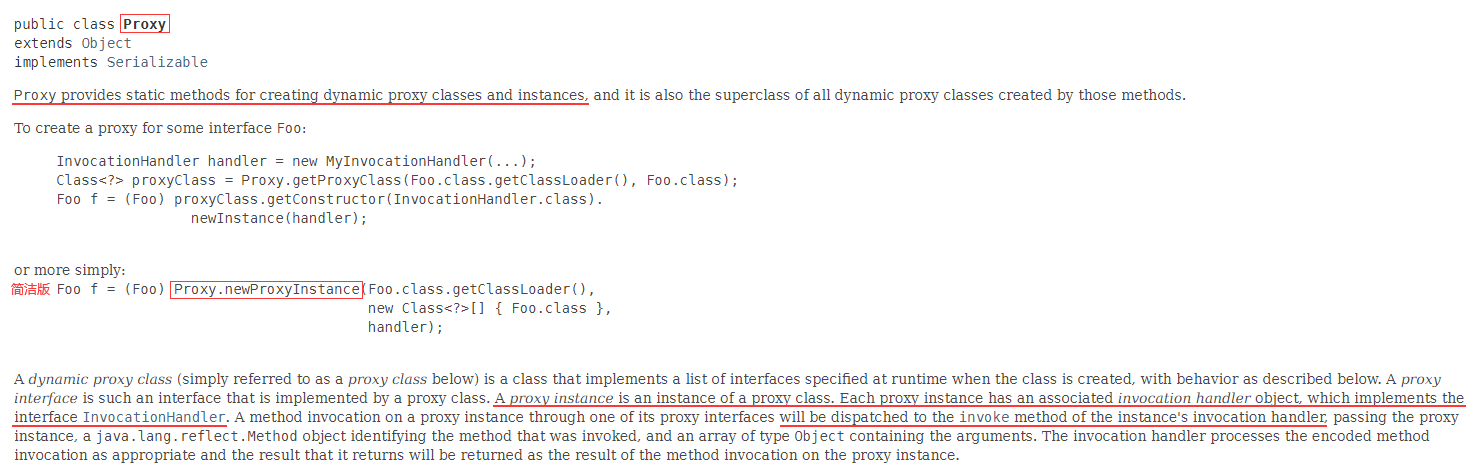 public class Proxy
extends Object
implements Serializable
Proxy provides static methods for creating dynamic proxy classes and instances, and it is also the superclass of all dynamic proxy classes created by those methods.
To create a proxy for some interface Foo:
InvocationHandler handler = new MyInvocationHandler(...);
Class<?> proxyClass = Proxy.getProxyClass(Foo.class.getClassLoader(), Foo.class);
Foo f = (Foo) proxyClass.getConstructor(InvocationHandler.class).
newInstance(handler);
or more simply:
简洁版 Foo f = (Foo) Proxy.newProxyInstance(Foo.class.getClassLoader(),
new Class<?>[] { Foo.class },
handler);
A dynamic proxy class (simply referred to as a proxy class below) is a class that implements a list of interfaces specified at runtime when the class is created, with behavior as described below. A proxy
interface is such an interface that is implemented by a proxy class. A proxy instance is an instance of a proxy class. Each proxy instance has an associated invocation handler object, which implements the
interface InvocationHandler. A method invocation on a proxy instance through one of its proxy interfaces will be dispatched to the invoke method of the instance's invocation handler, passing the proxy
instance, a java.lang.reflect.Method object identifying the method that was invoked, and an array of type Object containing the arguments. The invocation handler processes the encoded method
invocation as appropriate and the result that it returns will be returned as the result of the method invocation on the proxy instance.